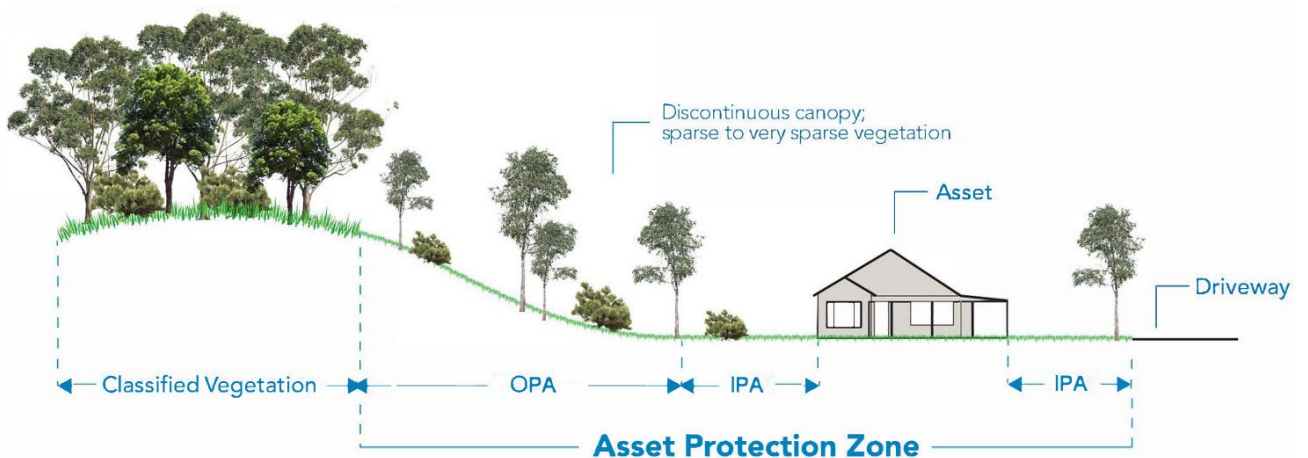 Discontinuous canopy;
sparse to very sparse vegetation
Asset
Driveway
Classified Vegetation
OPA
IPA
IPA
Asset Protection Zone